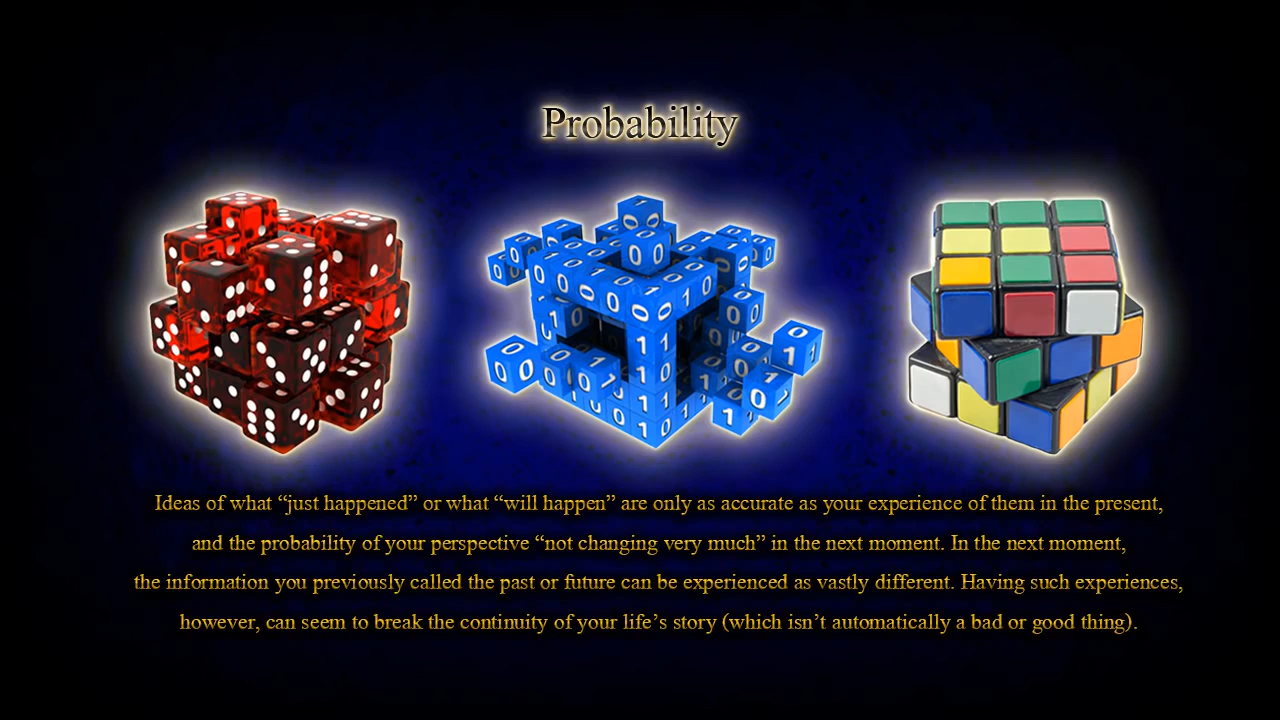 Probability
Ideas of what “just happened” or what “will happen” are only as accurate as your experience of them in the present,
and the probability of your perspective “not changing very much” in the next moment. In the next moment,
the information you previously called the past or future can be experienced as vastly different. Having such experiences,
however, can seem to break the continuity of your life’s story (which isn’t automatically a bad or good thing).